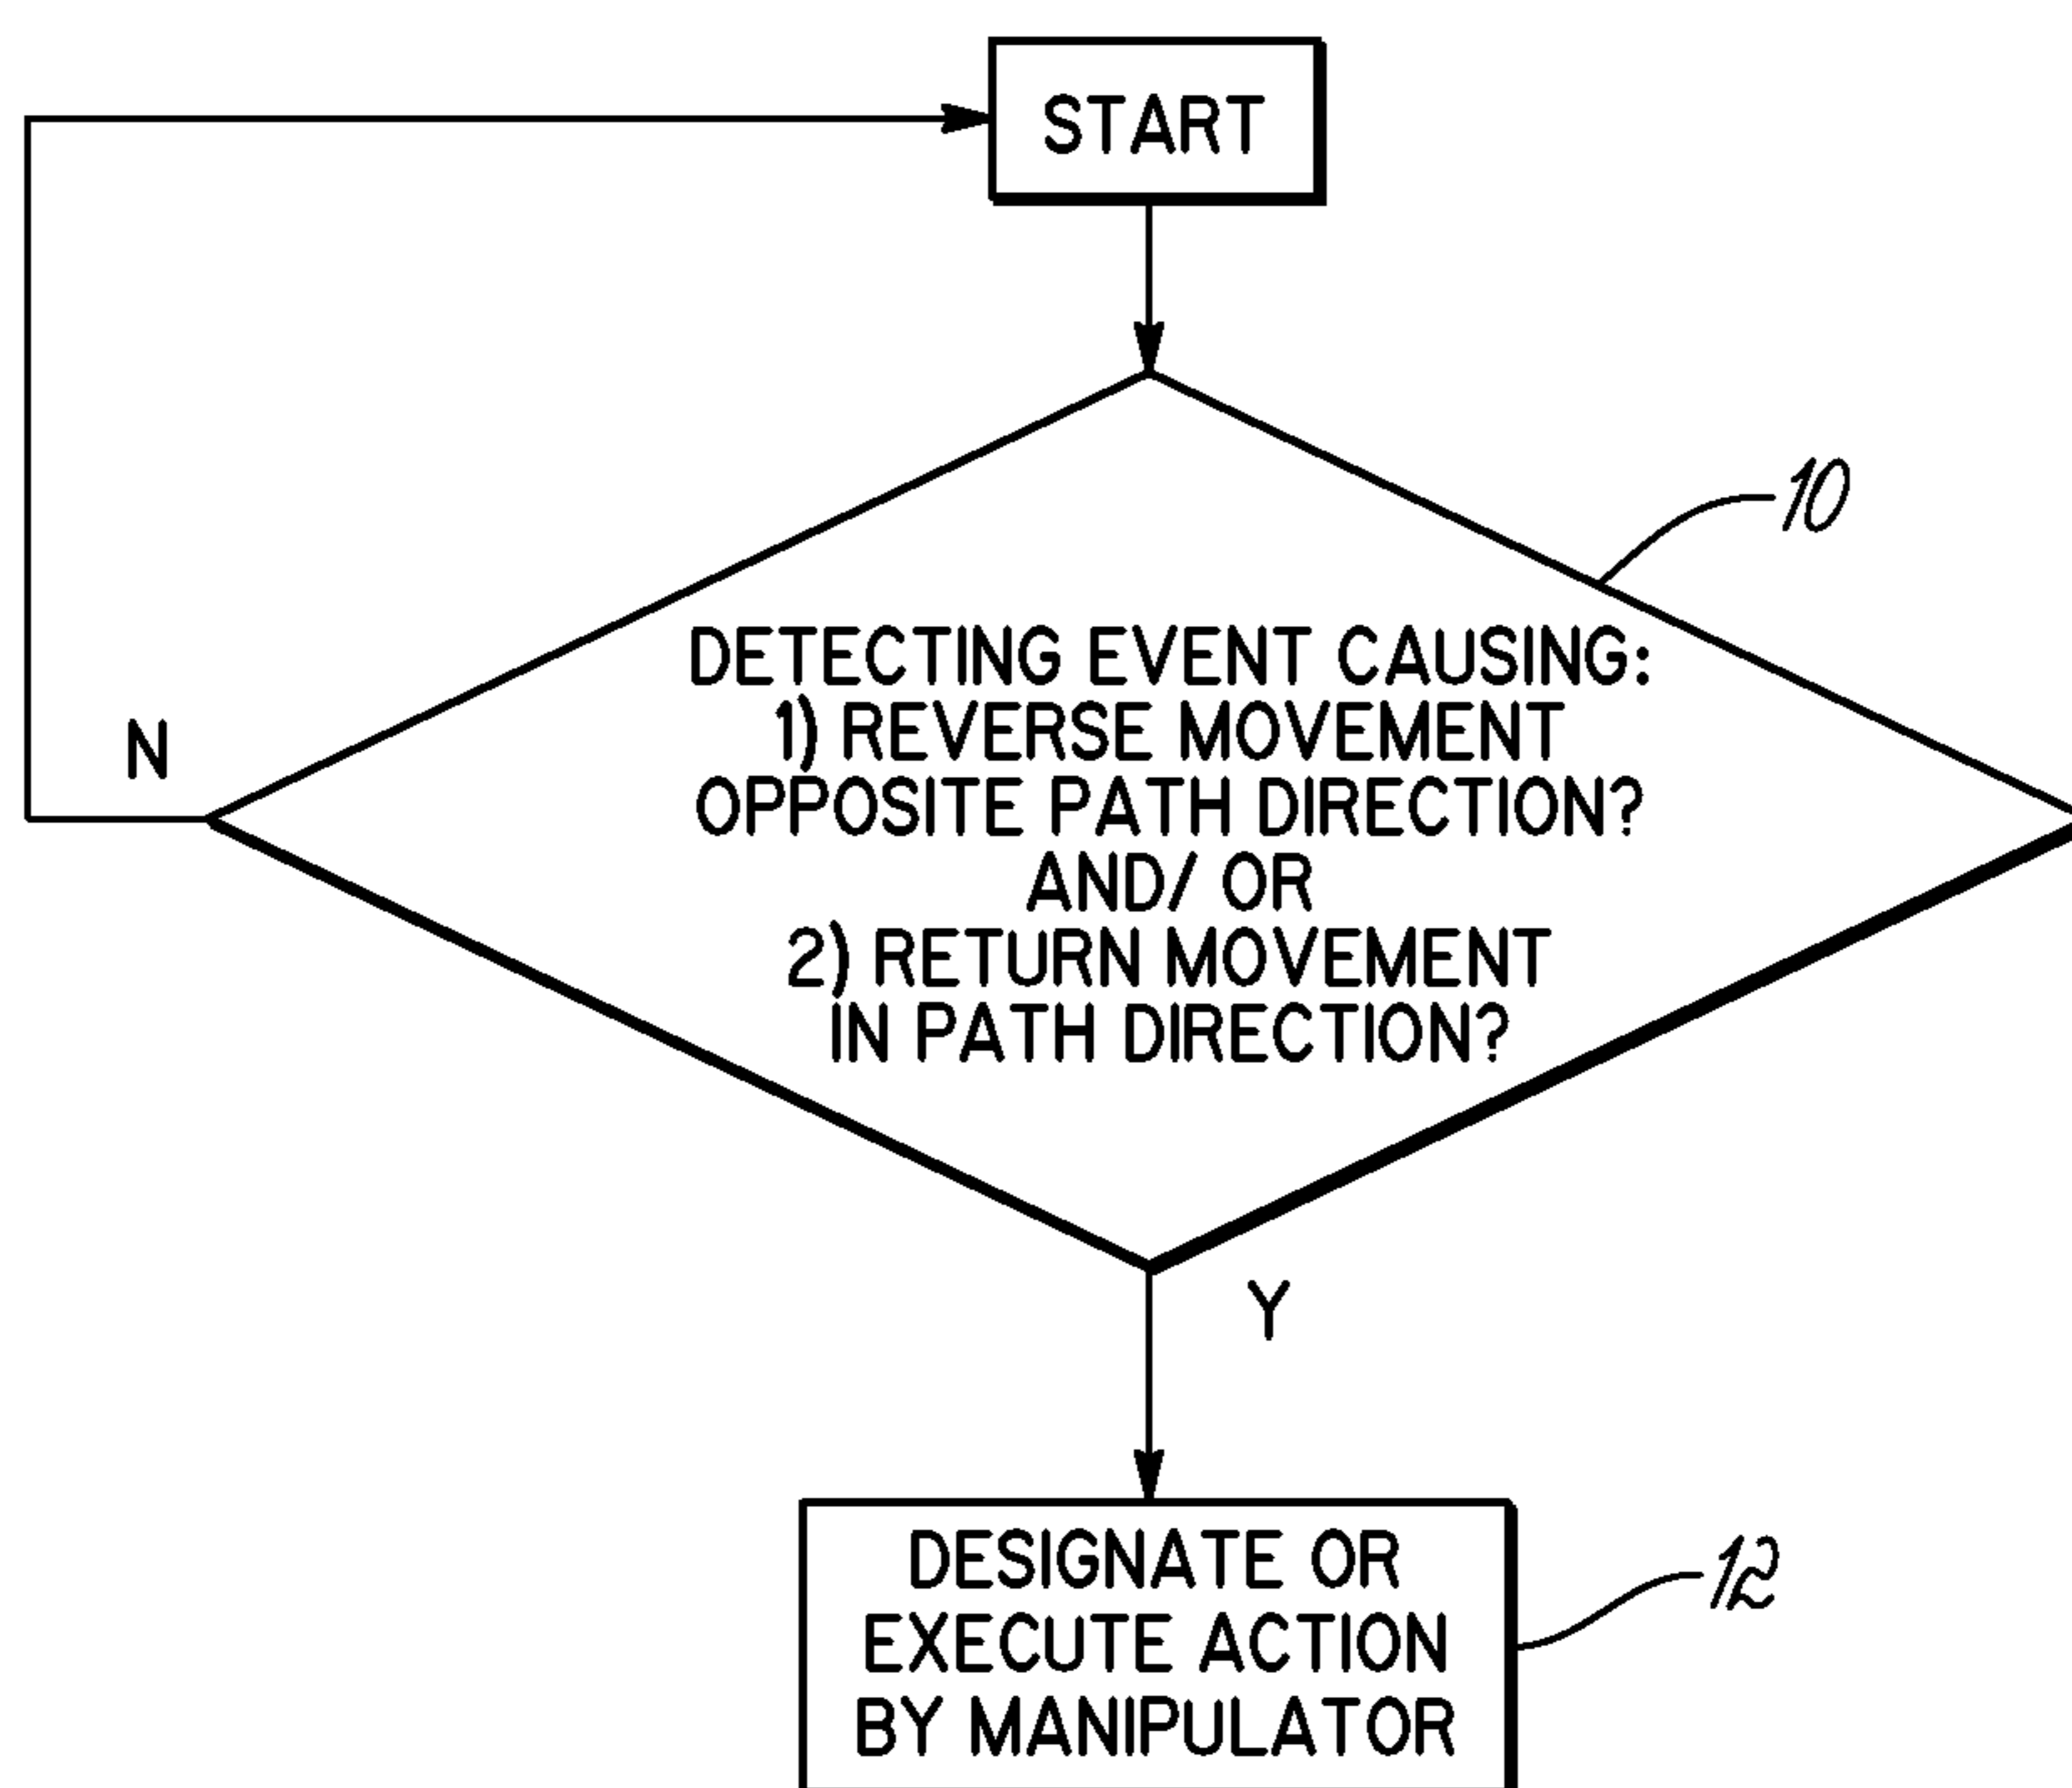 START
10
DETECTING EVENT CAUSING:
1) REVERSE MOVEMENT
OPPOSITE PATH DIRECTION?
AND/ OR
2) RETURN MOVEMENT
IN PATH DIRECTION?
N
Y
DESIGNATE OR
EXECUTE ACTION
BY MANIPULATOR
12